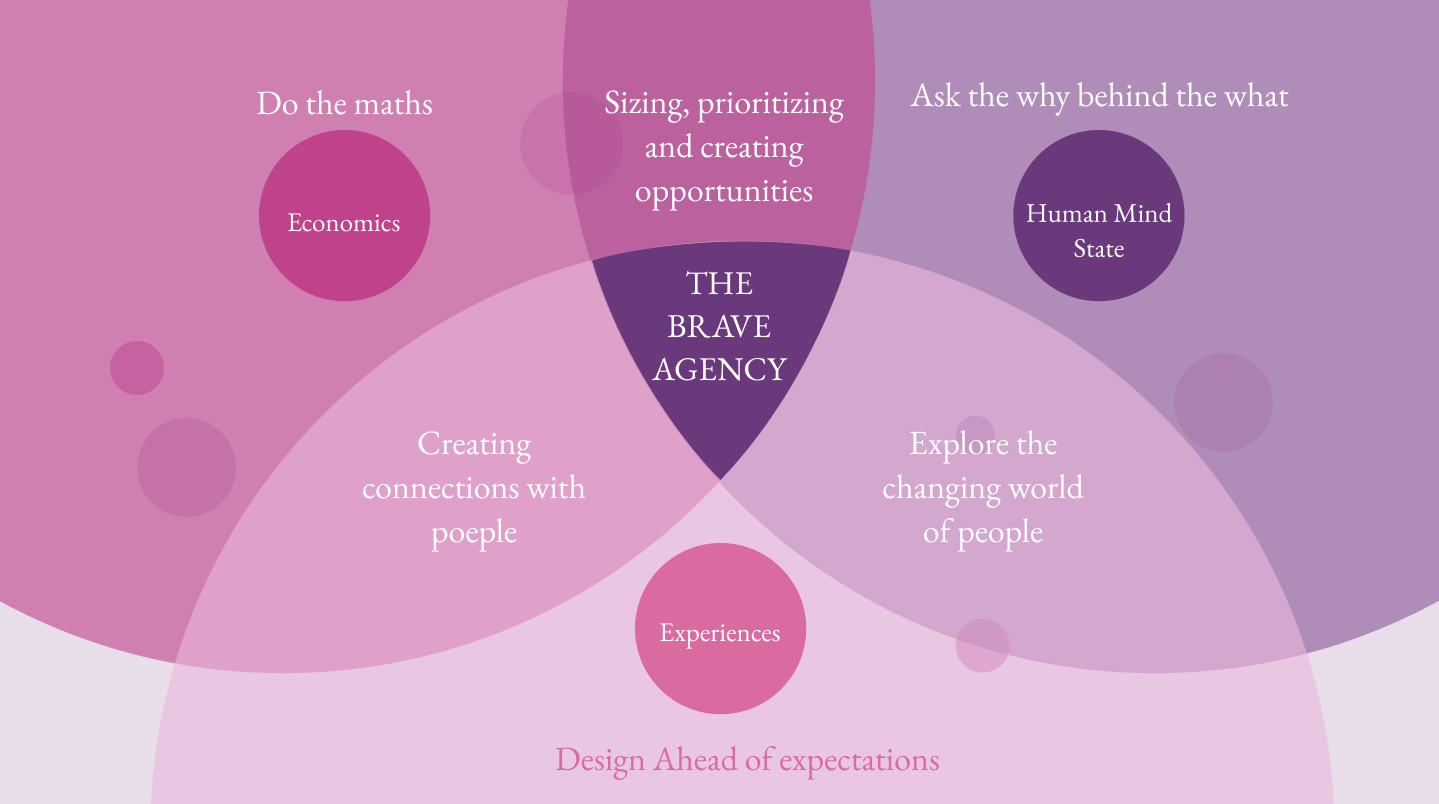 Do the maths
Economics
Sizing, prioritizing
and creating
opportunities
Ask the why behind the what
Human Mind
State
THE
BRAVE
AGENCY
Creating
connections with
poeple
Explore the
changing world
of people
Experiences
Design Ahead of expectations